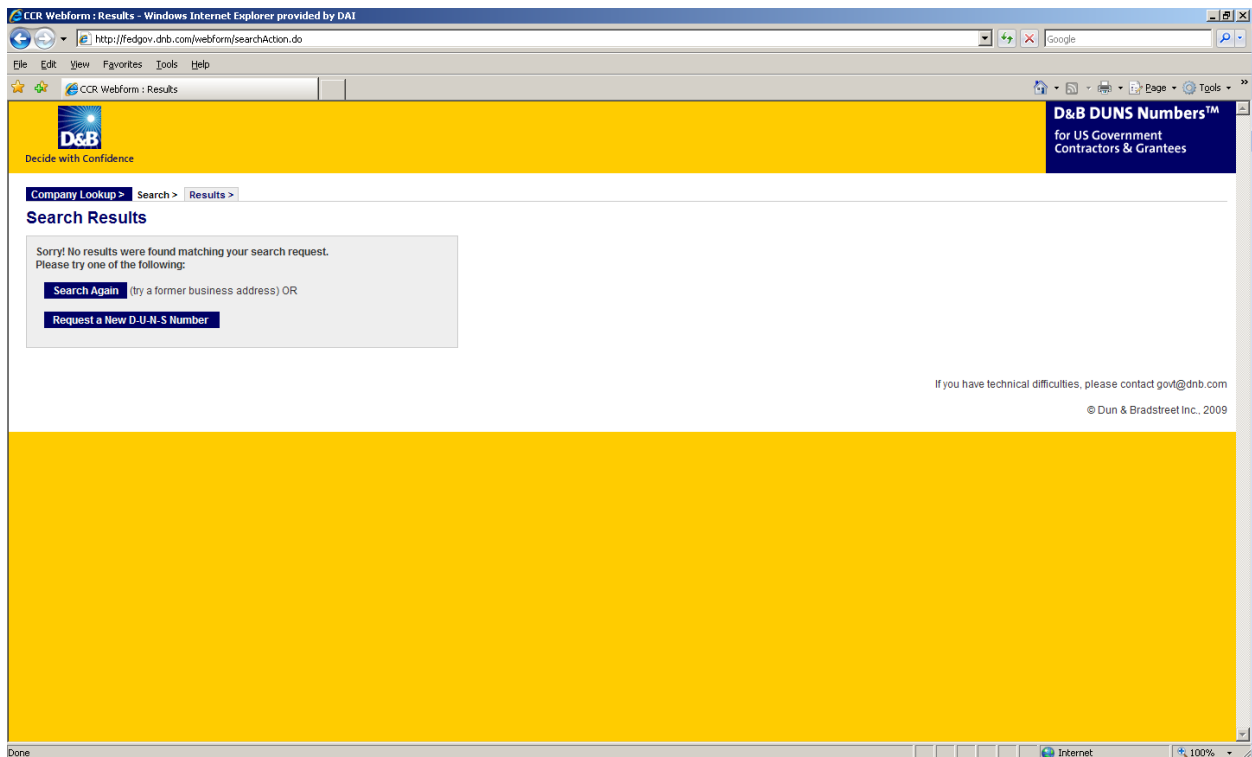 CCR Webform : Results - Windows Internet Explorer provided by DAI
http://fedgov.dnb.com/webform/searchAction.do
Google
File Edit View Favorites Tools Help
CCR Webform : Results
Page Tools »
D&B
Decide with Confidence
D&B DUNS Numbers™
for US Government
Contractors & Grantees
Company Lookup > Search > Results >
Search Results
Sorry! No results were found matching your search request.
Please try one of the following:
Search Again (try a former business address) OR
Request a New D-U-N-S Number
If you have technical difficulties, please contact govt@dnb.com
© Dun & Bradstreet Inc., 2009
Done
Internet
100%